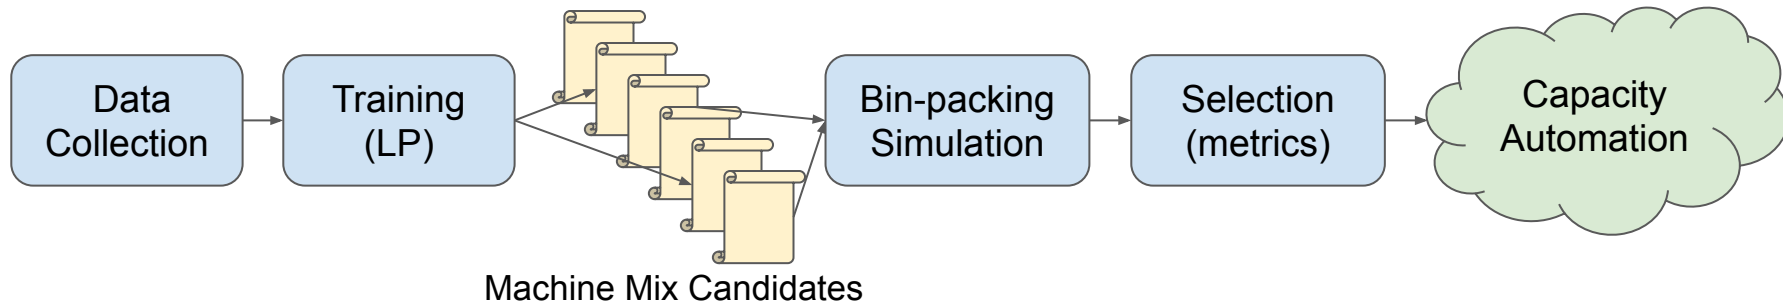 Data
Collection
Training
(LP)
Machine Mix Candidates
Bin-packing
Simulation
Selection
(metrics)
Capacity
Automation